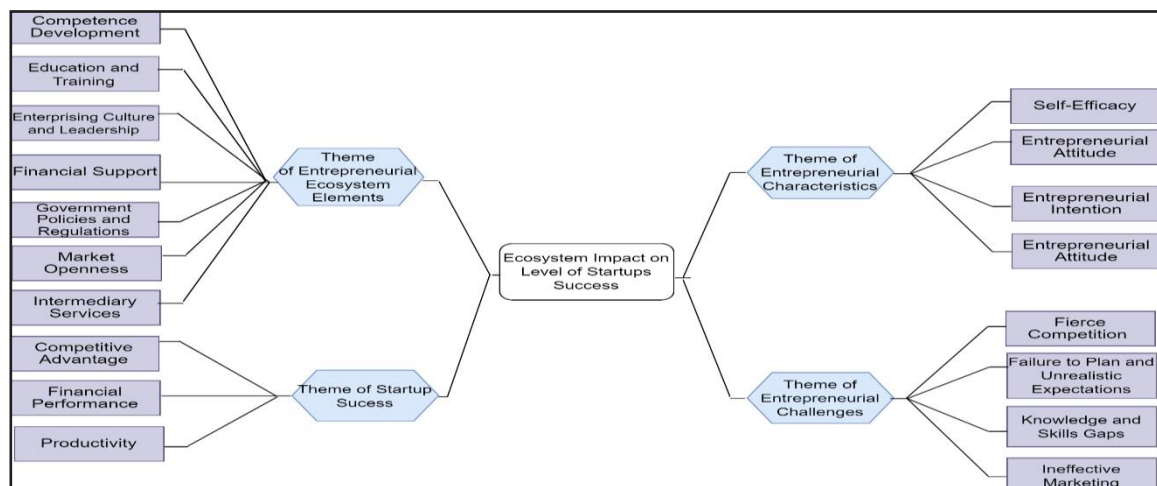 Competence
Development
Education and
Training
Enterprising Culture
and Leadership
Financial Support
Government
Policies and
Regulations
Market
Openness
Intermediary
Services
Competitive
Advantage
Financial
Performance
Productivity
Theme
of Entrepreneurial
Ecosystem
Elements
Theme of Startup
Sucess
Ecosystem Impact on
Level of Startups
Success
Theme of
Entrepreneurial
Characteristics
Theme of
Entrepreneurial
Challenges
Self-Efficacy
Entrepreneurial
Attitude
Entrepreneurial
Intention
Entrepreneurial
Attitude
Fierce
Competition
Failure to Plan and
Unrealistic
Expectations
Knowledge and
Skills Gaps
Ineffective
Marketing